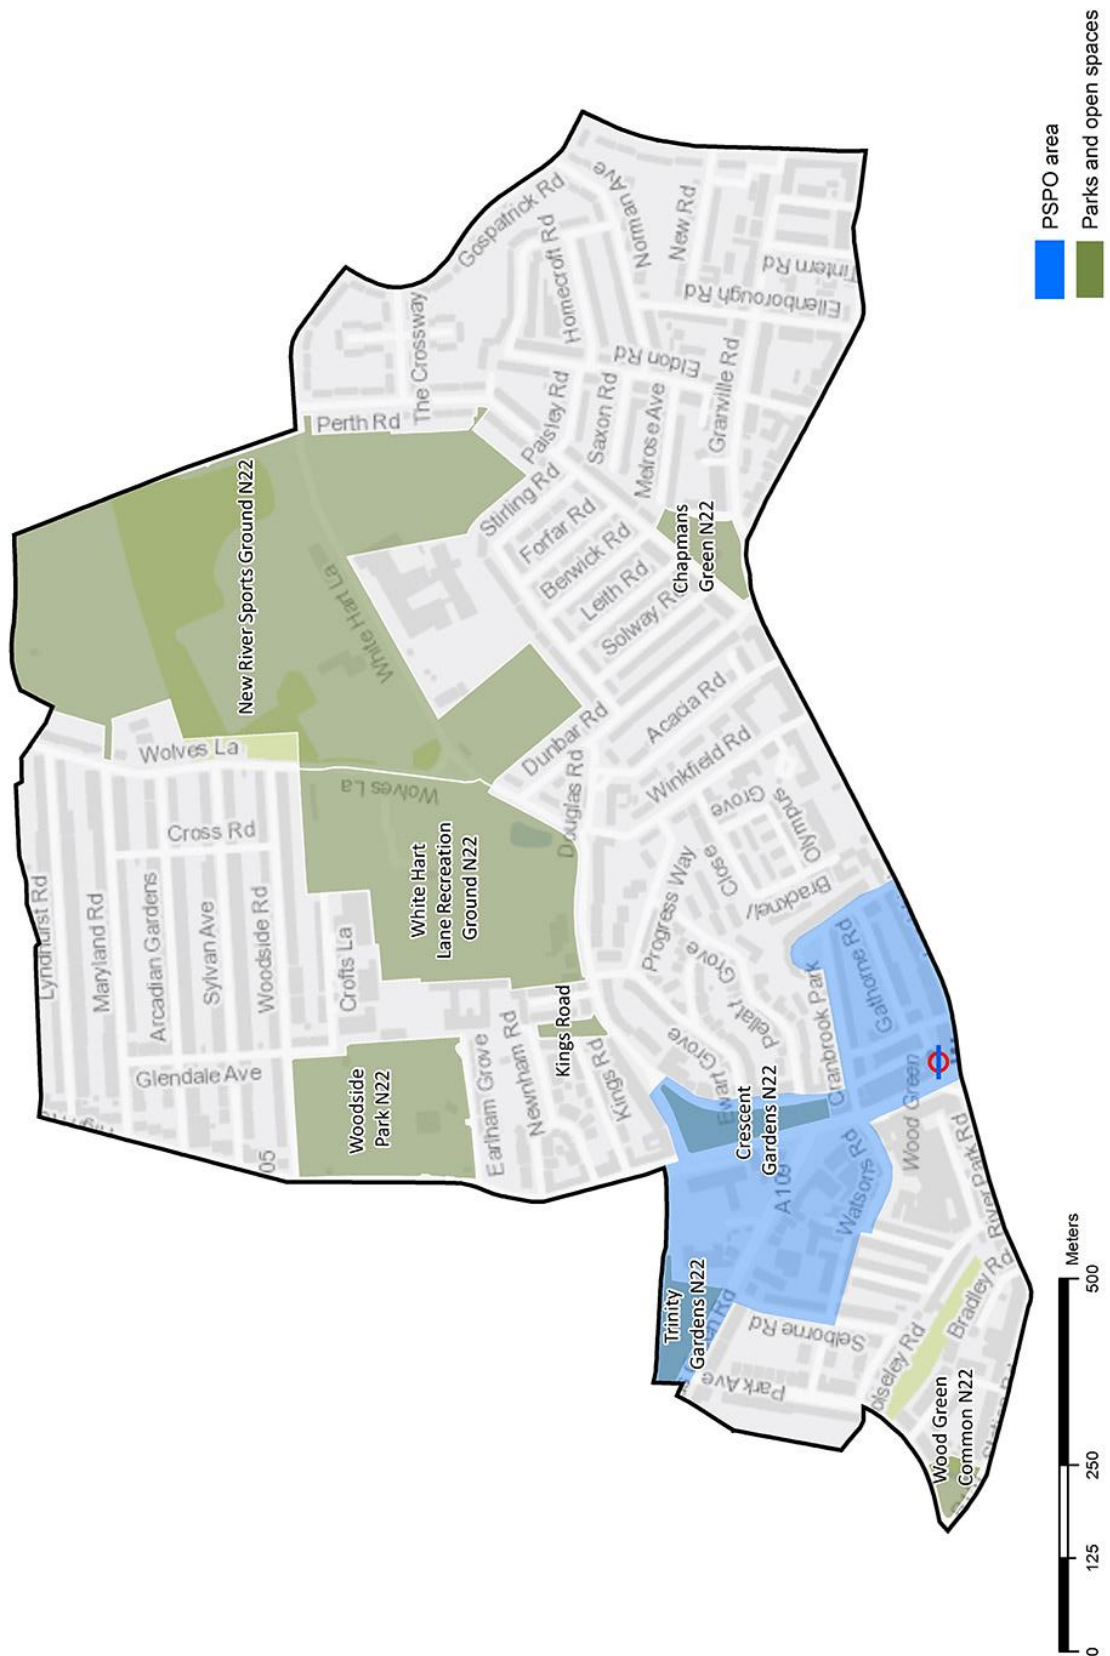 Lyndhurst Rd
Maryland Rd
Arcadian Gardens
Sylvan Ave
Woodside Rd
Cross Rd
Wolves La
Wolves La
Crofts La
Glendale Ave
Woodside
Park N22
White Hart
Lane Recreation
Ground N22
New River Sports Ground N22
White Hart La
Perth Rd
The Crossway
Gospatrick Rd
Homecroft Rd
Norman Ave
New Rd
Tintern Rd
Ellenborough Rd
Eldon Rd
Granville Rd
Paisley Rd
Saxon Rd
Melrose Ave
Stirling Rd
Forfar Rd
Berwick Rd
Leith Rd
Solway R
Chapmans
Green N22
Dunbar Rd
Douglas Rd
Acacia Rd
Winkfield Rd
Olympus
Grove
Bracknell
Close
Progress Way
Pellatt Grove
Ewart Grove
Kings Road
Kings Rd
Newnham Rd
Earlham Grove
Cranbrook Park
Gathorne Rd
Wood Green
Crescent
Gardens N22
A109
Watsons Rd
River Park Rd
Trinity
Gardens N22
Selborne Rd
Park Ave
Bradley Rd
Wood Green
Common N22
PSPO area
Parks and open spaces
0 125 250 500
Meters